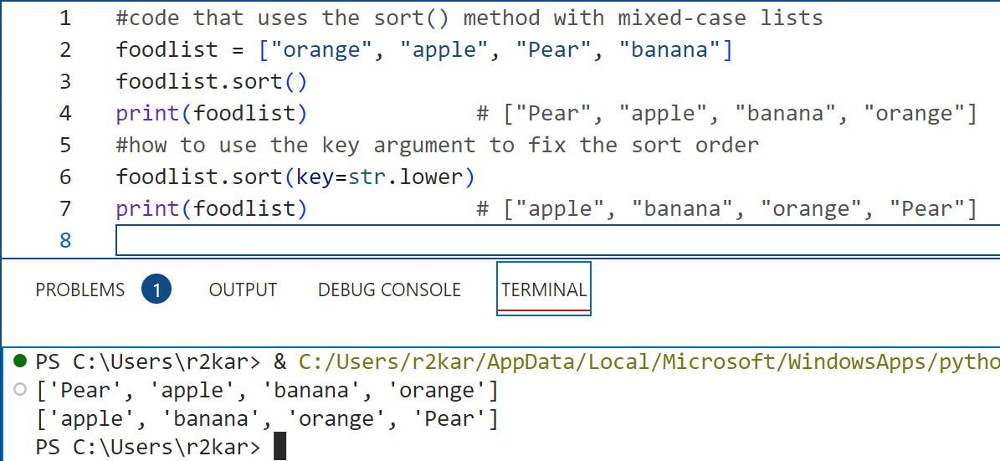 1 #code that uses the sort() method with mixed-case lists
2 foodlist = ["orange", "apple", "Pear", "banana"]
3 foodlist.sort()
4 print(foodlist) # ["Pear", "apple", "banana", "orange"]
5 #how to use the key argument to fix the sort order
6 foodlist.sort(key=str.lower)
7 print(foodlist) # ["apple", "banana", "orange", "Pear"]
8
PROBLEMS 1 OUTPUT DEBUG CONSOLE TERMINAL
PS C:\Users\r2kar> & C:/Users/r2kar/AppData/Local/Microsoft/WindowsApps/pytho
['Pear', 'apple', 'banana', 'orange']
['apple', 'banana', 'orange', 'Pear']
PS C:\Users\r2kar>